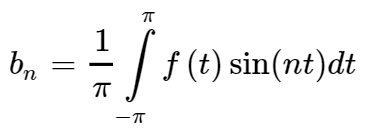 b_n = \frac{1}{\pi} \int_{-\pi}^{\pi} f(t) \sin(nt) dt